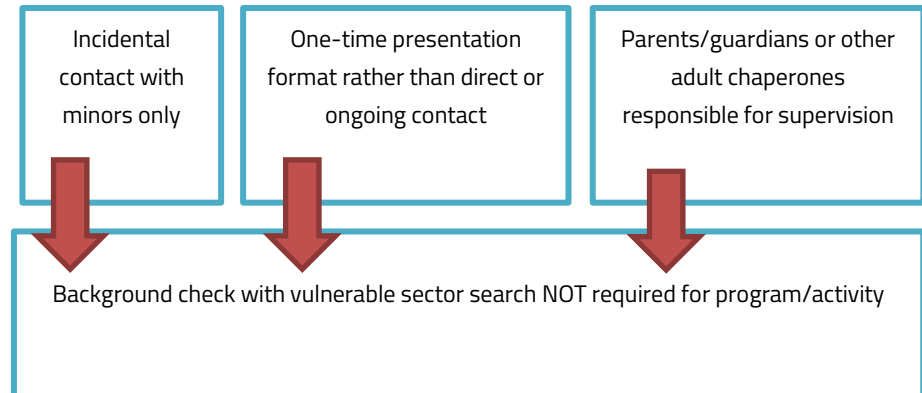 Incidental
contact with
minors only
One-time presentation
format rather than direct or
ongoing contact
Parents/guardians or other
adult chaperones
responsible for supervision
Background check with vulnerable sector search NOT required for program/activity